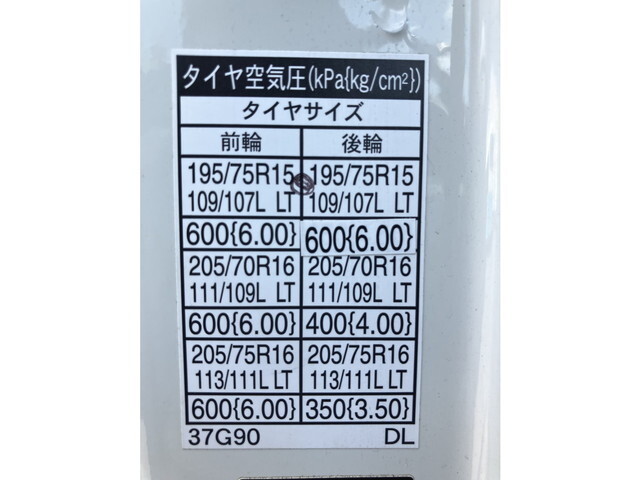 タイヤ空気圧(kPa{kg/cm²})
タイヤサイズ
前輪 後輪
195/75R15 195/75R15
109/107L LT 109/107L LT
600{6.00} 600{6.00}
205/70R16 205/70R16
111/109L LT 111/109L LT
600{6.00} 400{4.00}
205/75R16 205/75R16
113/111L LT 113/111L LT
600{6.00} 350{3.50}
37G90 DL